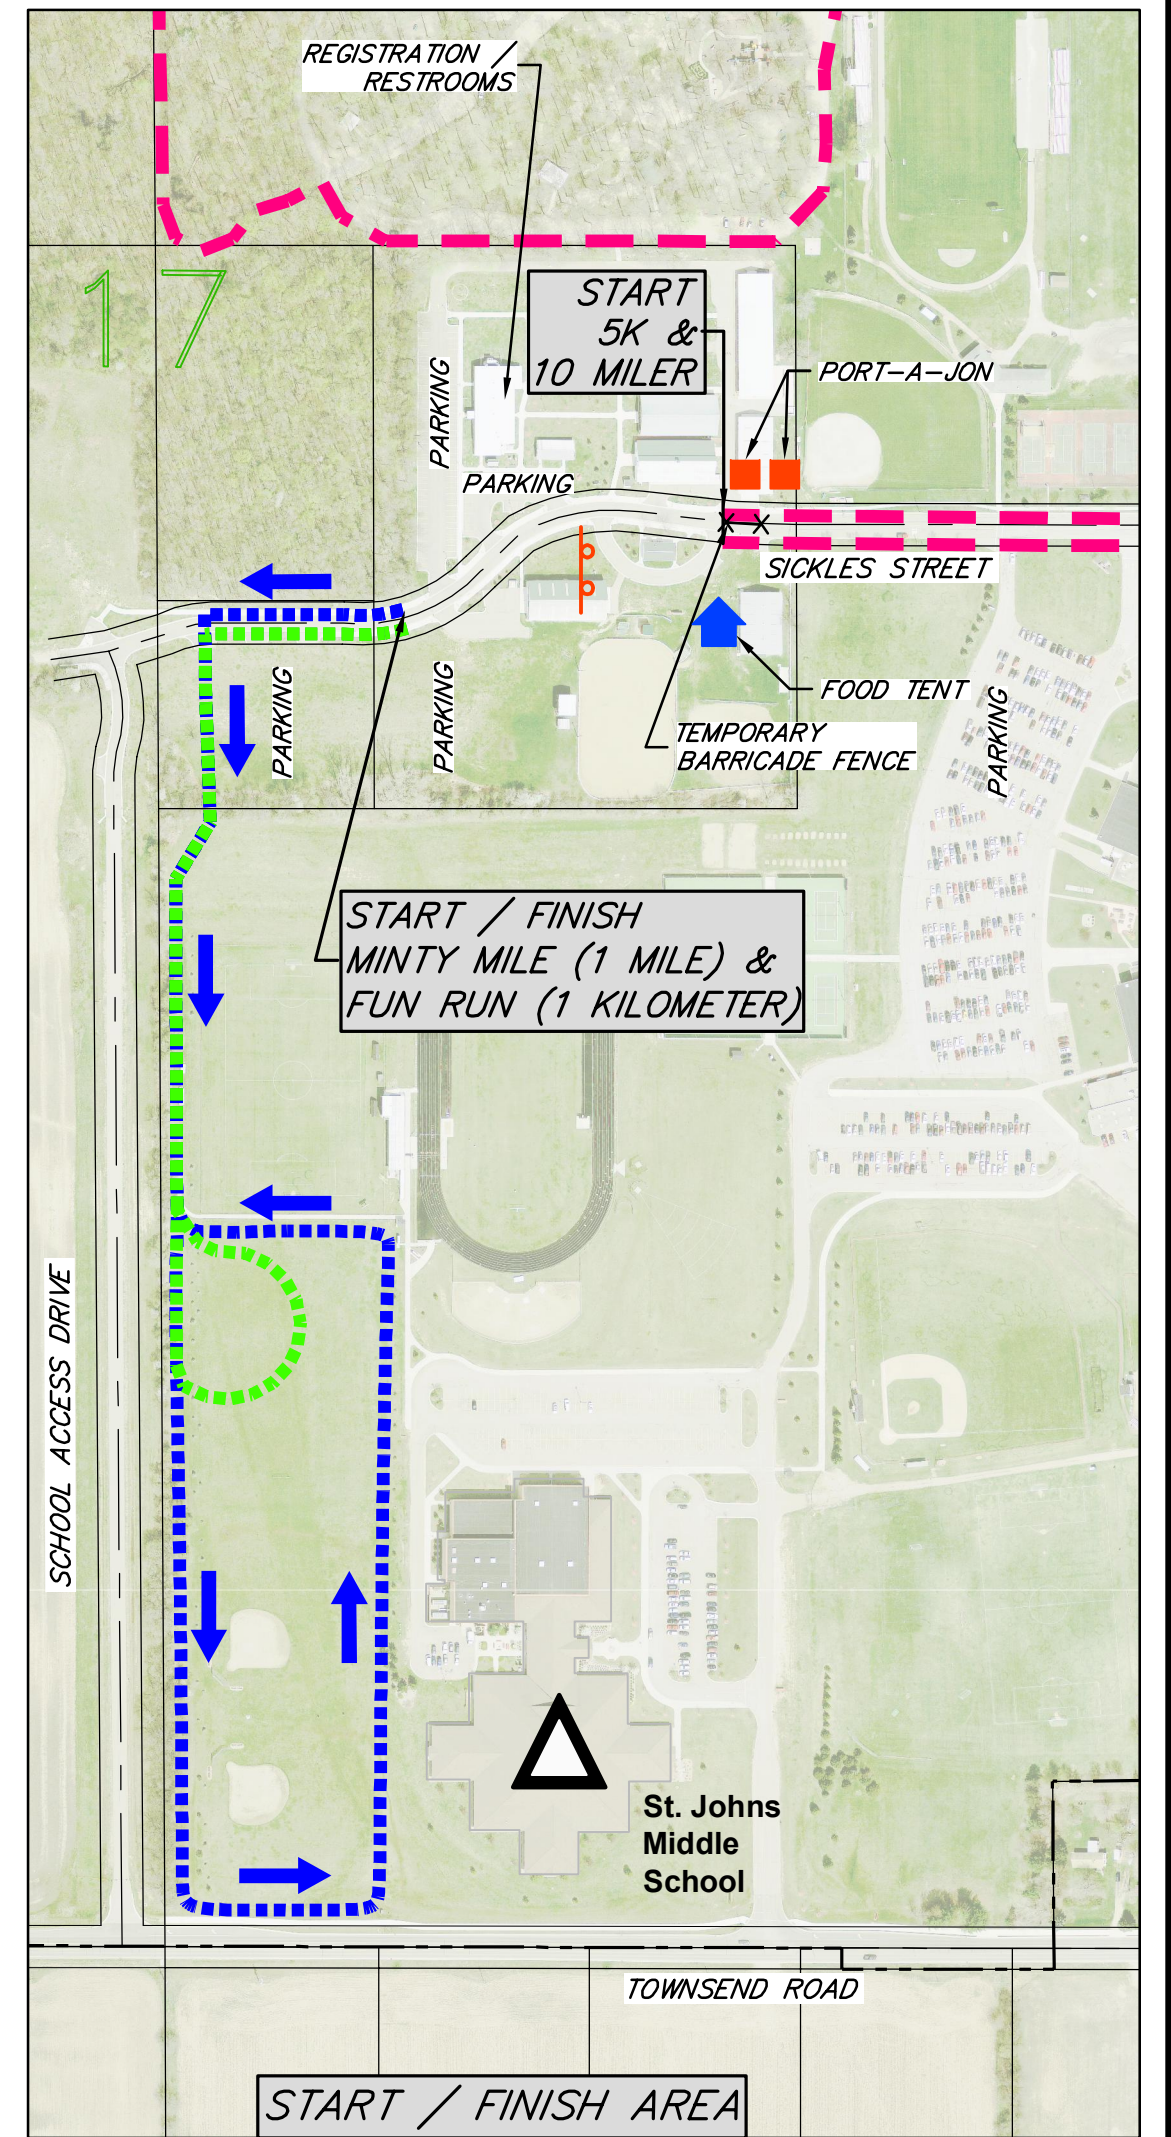 REGISTRATION /
RESTROOMS
17
START
5K &
10 MILER
PARKING
PORT-A-JON
PARKING
SICKLES STREET
PARKING
PARKING
FOOD TENT
PARKING
TEMPORARY
BARRICADE FENCE
START / FINISH
MINTY MILE (1 MILE) &
FUN RUN (1 KILOMETER)
SCHOOL ACCESS DRIVE
St. Johns
Middle
School
TOWNSEND ROAD
START / FINISH AREA